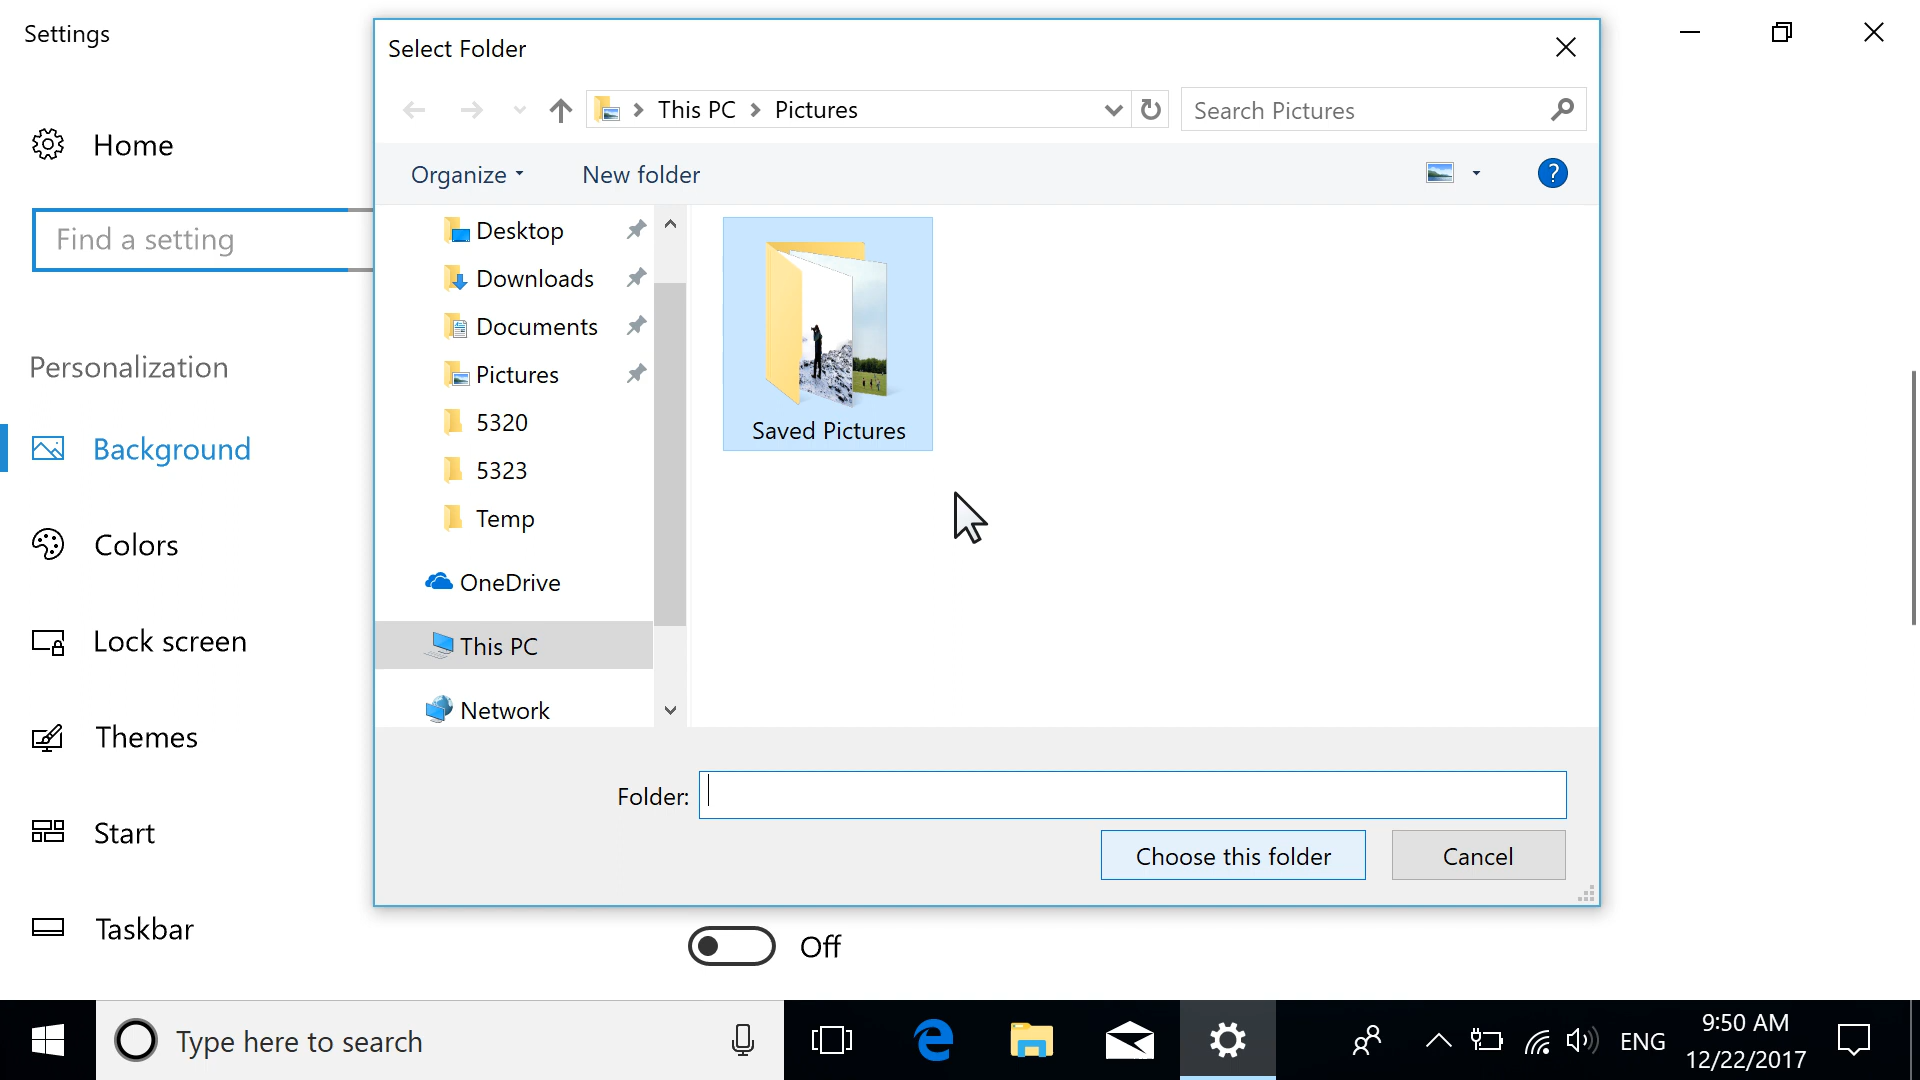 Settings
Home
Find a setting
Personalization
Background
Colors
Lock screen
Themes
Start
Taskbar
Select Folder
This PC
Pictures
Search Pictures
Organize
New folder
?
Desktop
Downloads
Documents
Pictures
5320
5323
Temp
OneDrive
This PC
Network
Saved Pictures
Folder:
Choose this folder
Cancel
Off
Type here to search
ENG
9:50 AM
12/22/2017